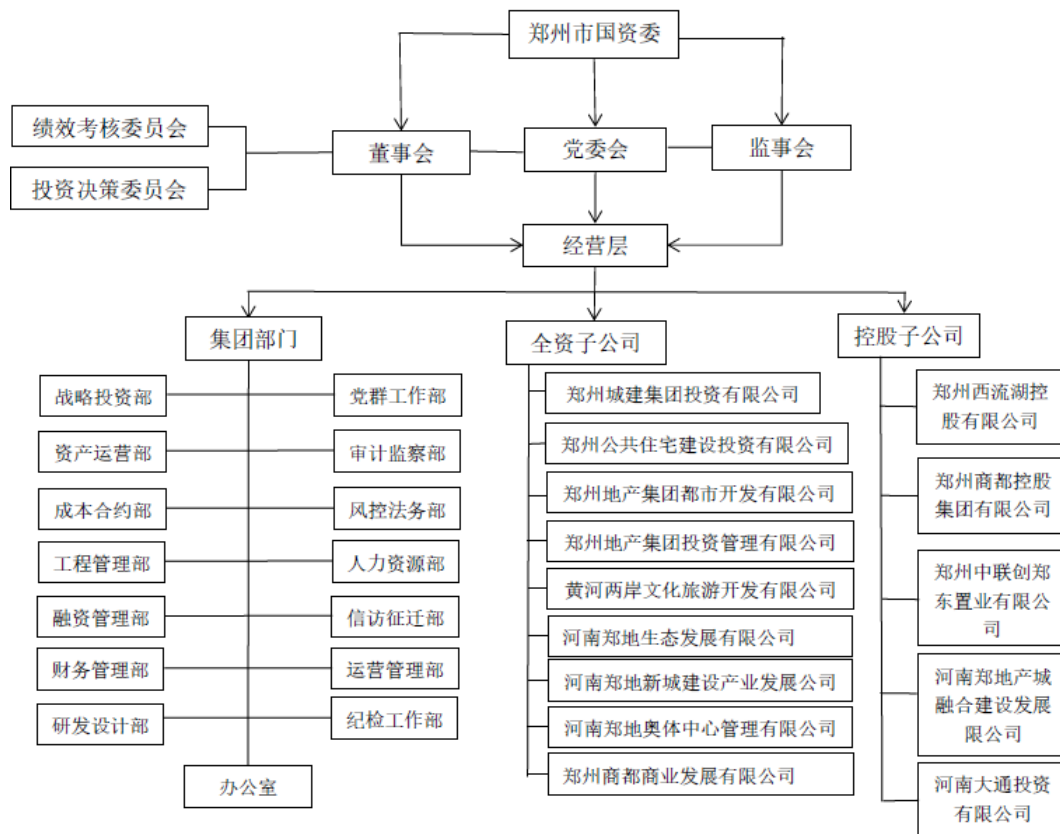 郑州市国资委
绩效考核委员会
投资决策委员会
董事会
党委会
监事会
经营层
集团部门
全资子公司
控股子公司
战略投资部
党群工作部
资产运营部
审计监察部
成本合约部
风控法务部
工程管理部
人力资源部
融资管理部
信访征迁部
财务管理部
运营管理部
研发设计部
纪检工作部
办公室
郑州城建集团投资有限公司
郑州公共住宅建设投资有限公司
郑州地产集团都市开发有限公司
郑州地产集团投资管理有限公司
黄河两岸文化旅游开发有限公司
河南郑地生态发展有限公司
河南郑地新城建设产业发展公司
河南郑地奥体中心管理有限公司
郑州商都商业发展有限公司
郑州西流湖控
股有限公司
郑州商都控股
集团有限公司
郑州中联创郑
东置业有限公
司
河南郑地产城
融合建设发展
限公司
河南大通投资
有限公司